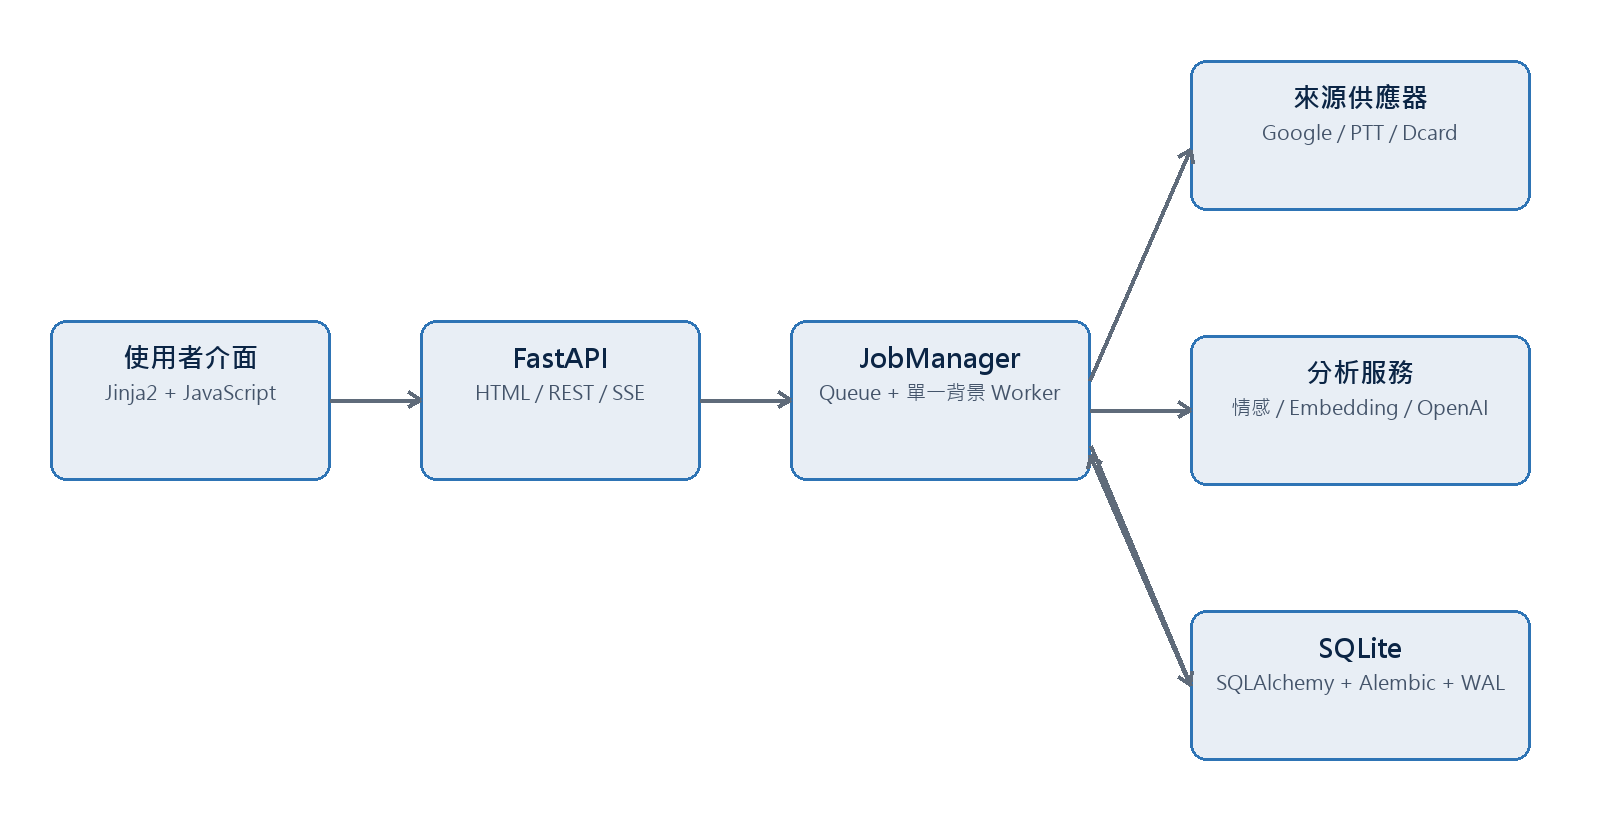 使用者介面
Jinja2 + JavaScript
FastAPI
HTML / REST / SSE
JobManager
Queue + 單一背景 Worker
來源供應器
Google / PTT / Dcard
分析服務
情感 / Embedding / OpenAI
SQLite
SQLAlchemy + Alembic + WAL